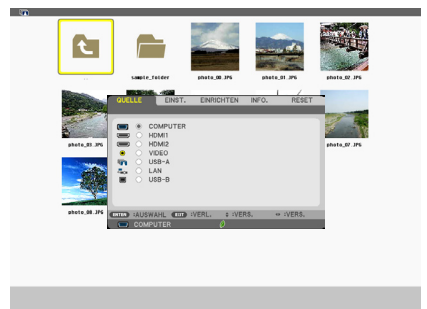 ..
sample_folder
photo_00.JPG
photo_01.JPG
photo_02.JPG
photo_03.JPG
photo_07.JPG
photo_08.JPG
QUELLE EINST. EINRICHTEN INFO. RESET
COMPUTER
HDMI1
HDMI2
VIDEO
USB-A
LAN
USB-B
ENTER :AUSWAHL EXIT :VERL. :VERS. :VERS.
COMPUTER